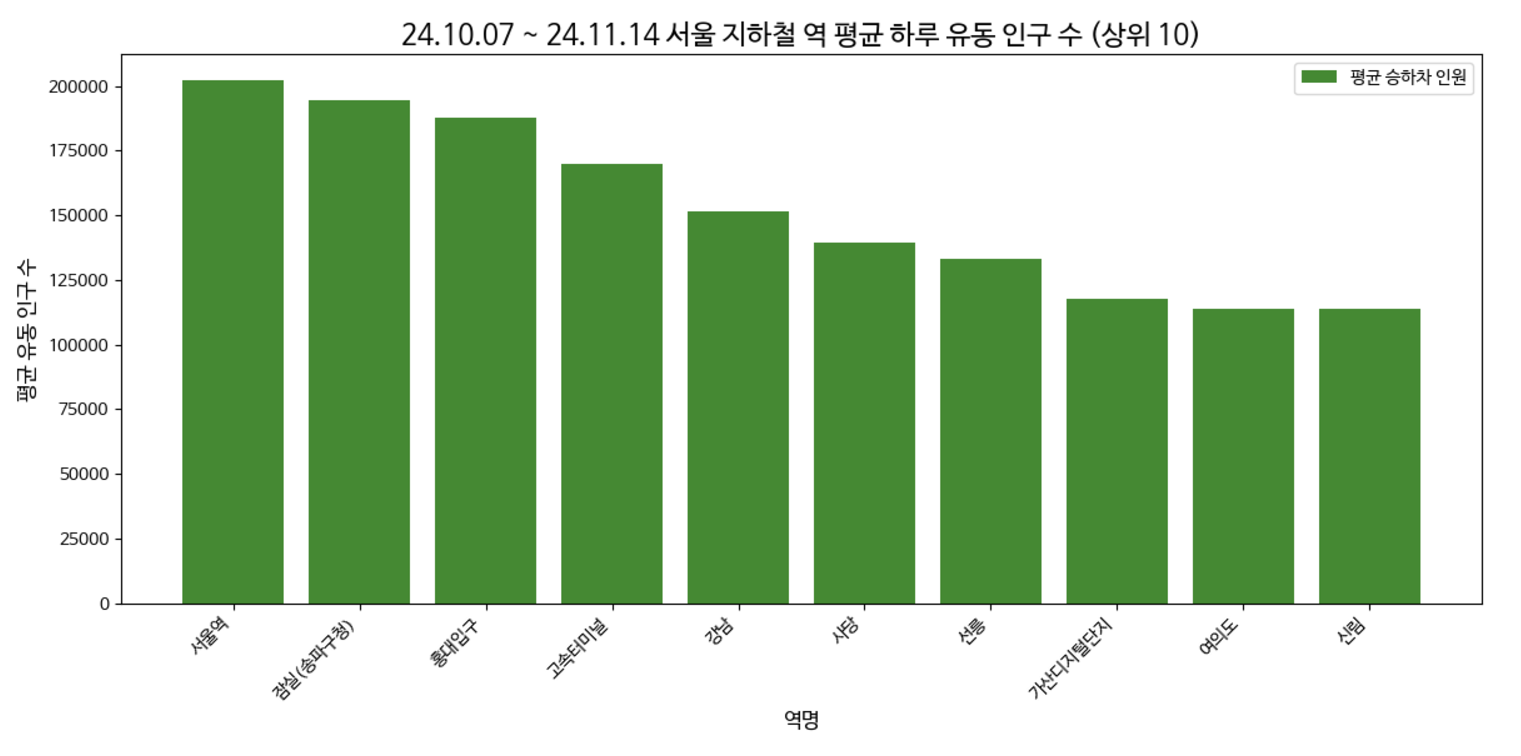 24.10.07 ~ 24.11.14 서울 지하철 역 평균 하루 유동 인구 수 (상위 10)
평균 승하차 인원
평균 유동 인구 수
200000
175000
150000
125000
100000
75000
50000
25000
0
서울역
잠실(송파구청)
홍대입구
고속터미널
강남
사당
선릉
가산디지털단지
여의도
신림
역명